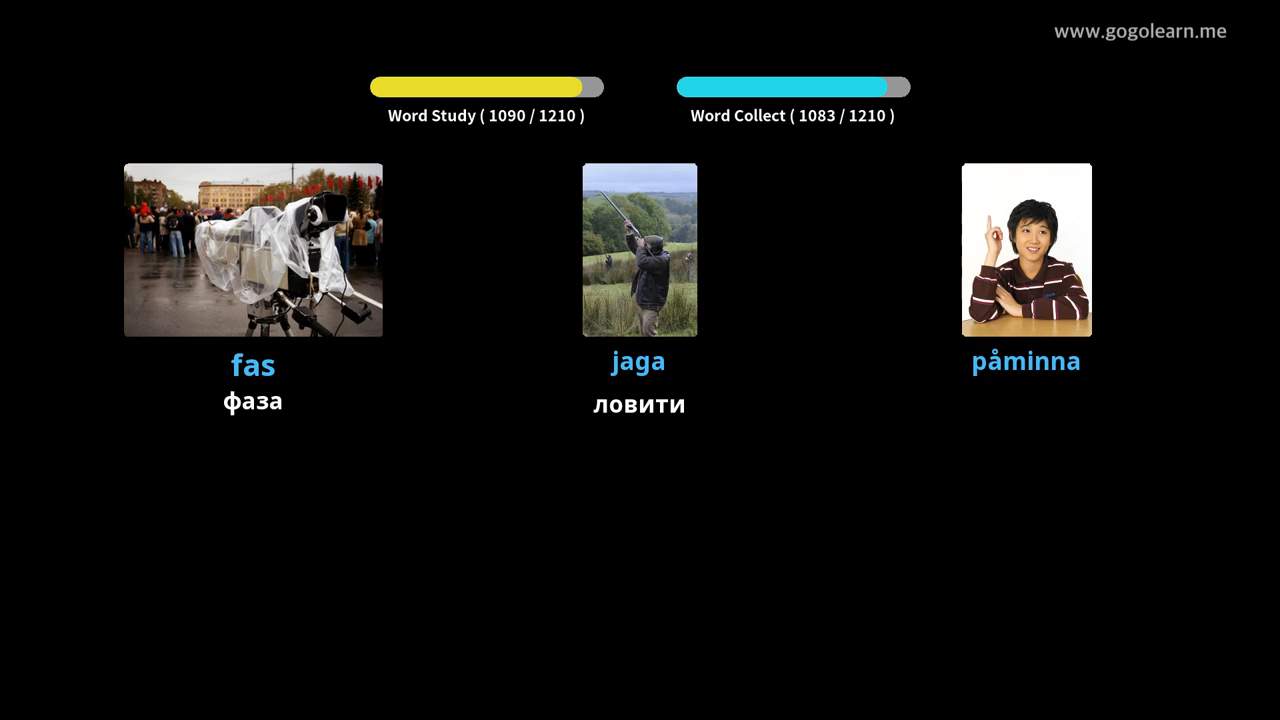 www.gogolearn.me
Word Study ( 1090 / 1210 )
Word Collect ( 1083 / 1210 )
fas
фаза
jaga
ловити
påminna